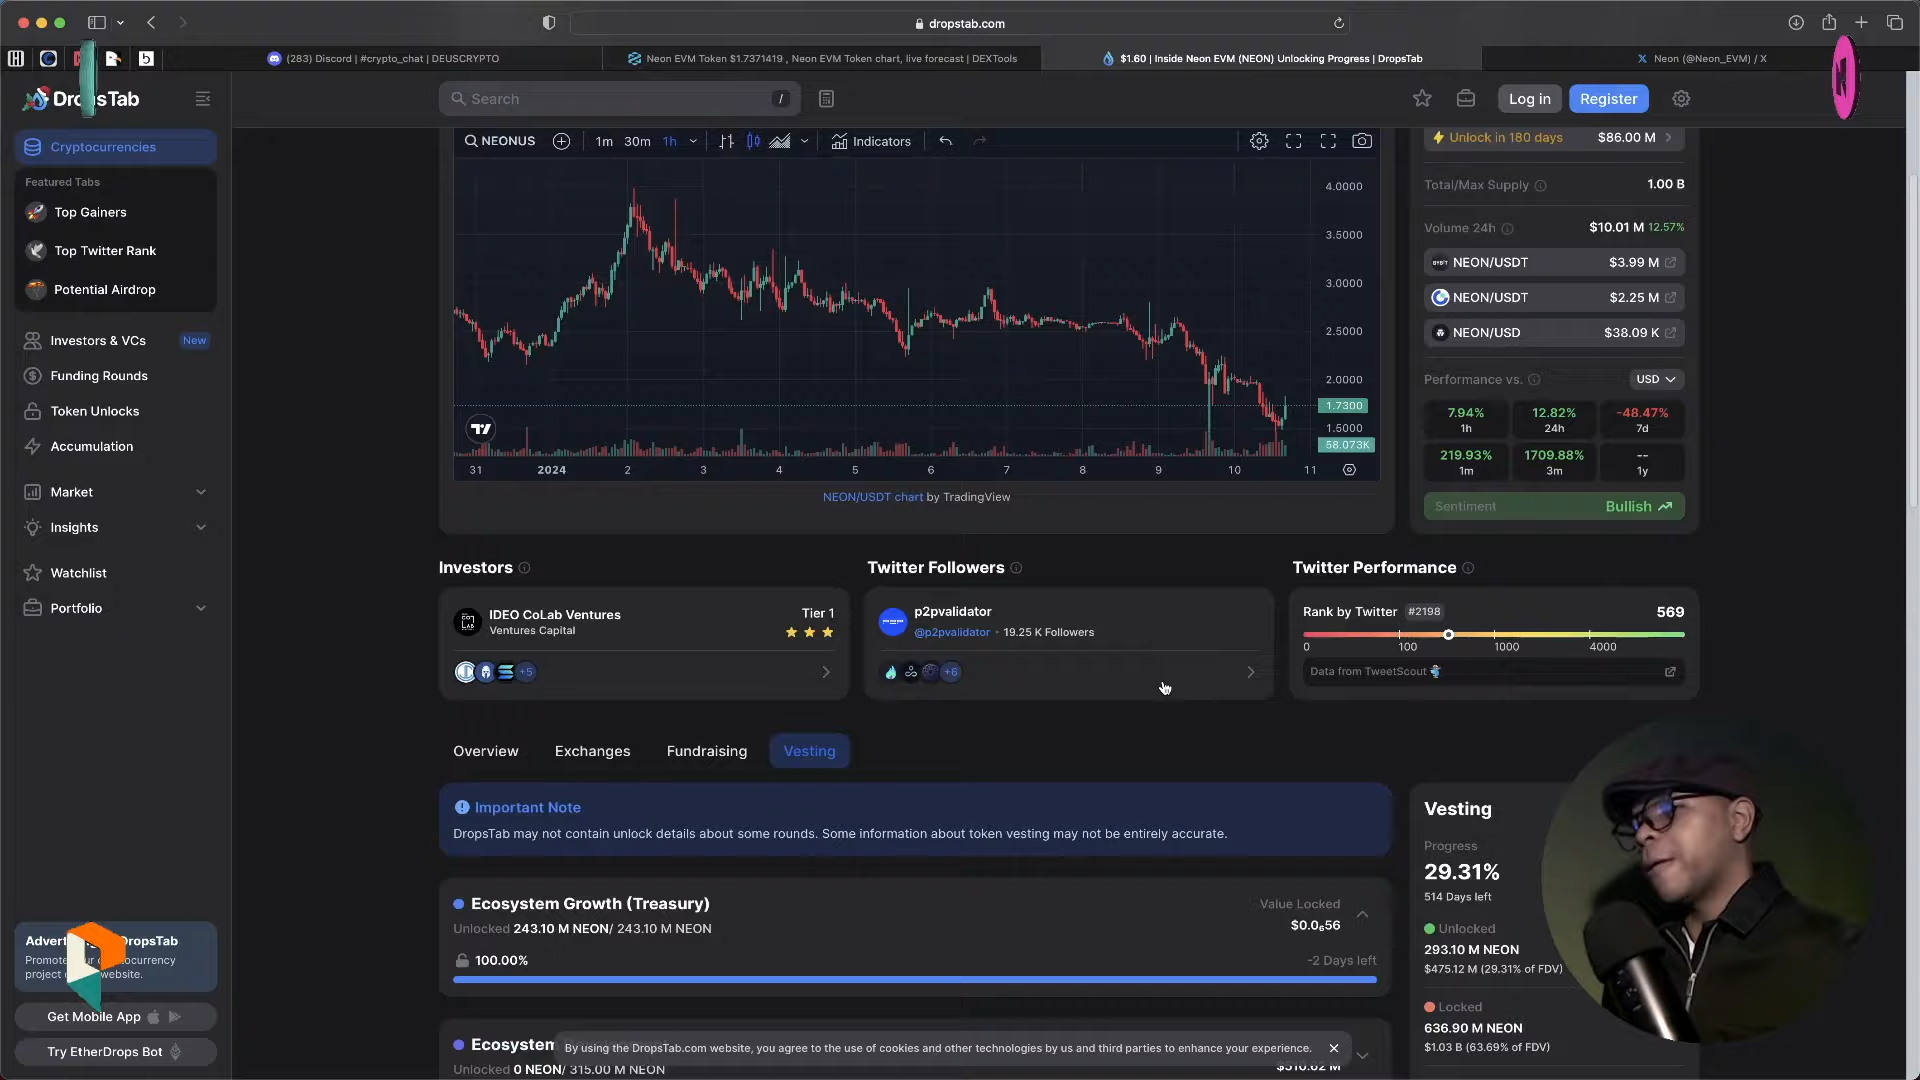 dropstab.com
(283) Discord | #crypto_chat | DEUSCRYPTO
Neon EVM Token $1.7371419 , Neon EVM Token chart, live forecast | DEXTools
$1.60 | Inside Neon EVM (NEON) Unlocking Progress | DropsTab
Neon (@Neon_EVM) / X
Search
/
Log in
Register
Cryptocurrencies
Featured Tabs
Top Gainers
Top Twitter Rank
Potential Airdrop
Investors & VCs
New
Funding Rounds
Token Unlocks
Accumulation
Market
Insights
Watchlist
Portfolio
Get Mobile App
Try EtherDrops Bot
NEONUS
1m 30m 1h
Indicators
4.0000
3.5000
3.0000
2.5000
2.0000
1.7300
1.5000
58.073K
31 2024 2 3 4 5 6 7 8 9 10 11
NEON/USDT chart by TradingView
Unlock in 180 days $86.00 M
Total/Max Supply 1.00 B
Volume 24h $10.01 M 12.57%
NEON/USDT $3.99 M
NEON/USDT $2.25 M
NEON/USD $38.09 K
Performance vs. USD
7.94% 12.82% -48.47%
1h 24h 7d
219.93% 1709.88% --
1m 3m 1y
Sentiment Bullish
Investors
IDEO CoLab Ventures
Ventures Capital
Tier 1
+5
Twitter Followers
p2pvalidator
@p2pvalidator • 19.25 K Followers
+6
Twitter Performance
Rank by Twitter #2198 569
0 100 1000 4000
Data from TweetScout
Overview Exchanges Fundraising Vesting
Important Note
DropsTab may not contain unlock details about some rounds. Some information about token vesting may not be entirely accurate.
Ecosystem Growth (Treasury)
Unlocked 243.10 M NEON/ 243.10 M NEON
Value Locked
$0.0₆56
100.00%
-2 Days left
Unlocked 0 NEON/ 315.00 M NEON
Vesting
Progress
29.31%
514 Days left
Unlocked
293.10 M NEON
$475.12 M (29.31% of FDV)
Locked
636.90 M NEON
$1.03 B (63.69% of FDV)
By using the DropsTab.com website, you agree to the use of cookies and other technologies by us and third parties to enhance your experience.